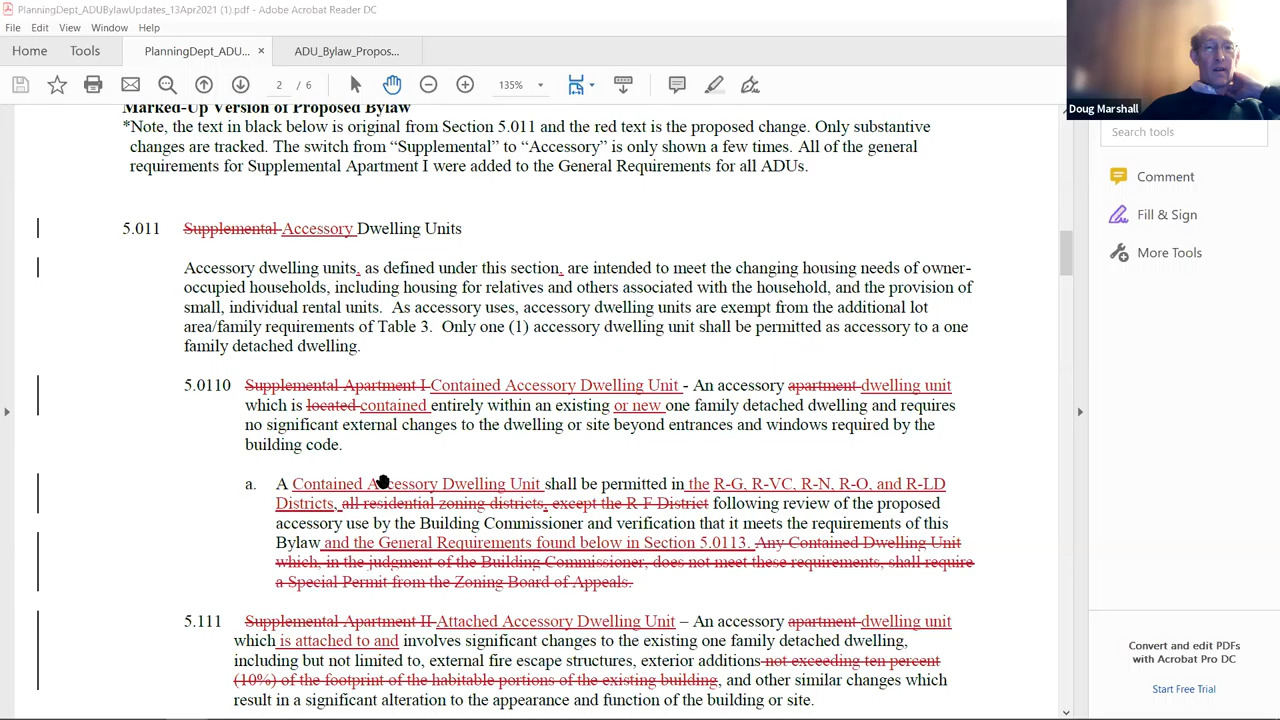 PlanningDept_ADUBylawUpdates_13Apr2021 (1).pdf - Adobe Acrobat Reader DC
File Edit View Window Help
Home Tools PlanningDept_ADU... × ADU_Bylaw_Propos...
2 / 6 135%
Doug Marshall
Search tools
Comment
Fill & Sign
More Tools
Marked-Up Version of Proposed Bylaw
*Note, the text in black below is original from Section 5.011 and the red text is the proposed change. Only substantive
changes are tracked. The switch from “Supplemental” to “Accessory” is only shown a few times. All of the general
requirements for Supplemental Apartment I were added to the General Requirements for all ADUs.
5.011 Supplemental Accessory Dwelling Units
Accessory dwelling units, as defined under this section, are intended to meet the changing housing needs of owner-
occupied households, including housing for relatives and others associated with the household, and the provision of
small, individual rental units. As accessory uses, accessory dwelling units are exempt from the additional lot
area/family requirements of Table 3. Only one (1) accessory dwelling unit shall be permitted as accessory to a one
family detached dwelling.
5.0110 Supplemental Apartment I Contained Accessory Dwelling Unit - An accessory apartment dwelling unit
which is located contained entirely within an existing or new one family detached dwelling and requires
no significant external changes to the dwelling or site beyond entrances and windows required by the
building code.
a. A Contained Accessory Dwelling Unit shall be permitted in the R-G, R-VC, R-N, R-O, and R-LD
Districts, all residential zoning districts, except the R-F District following review of the proposed
accessory use by the Building Commissioner and verification that it meets the requirements of this
Bylaw and the General Requirements found below in Section 5.0113. Any Contained Dwelling Unit
which, in the judgment of the Building Commissioner, does not meet these requirements, shall require
a Special Permit from the Zoning Board of Appeals.
5.111 Supplemental Apartment II Attached Accessory Dwelling Unit – An accessory apartment dwelling unit
which is attached to and involves significant changes to the existing one family detached dwelling,
including but not limited to, external fire escape structures, exterior additions not exceeding ten percent
(10%) of the footprint of the habitable portions of the existing building, and other similar changes which
result in a significant alteration to the appearance and function of the building or site.
Convert and edit PDFs
with Acrobat Pro DC
Start Free Trial